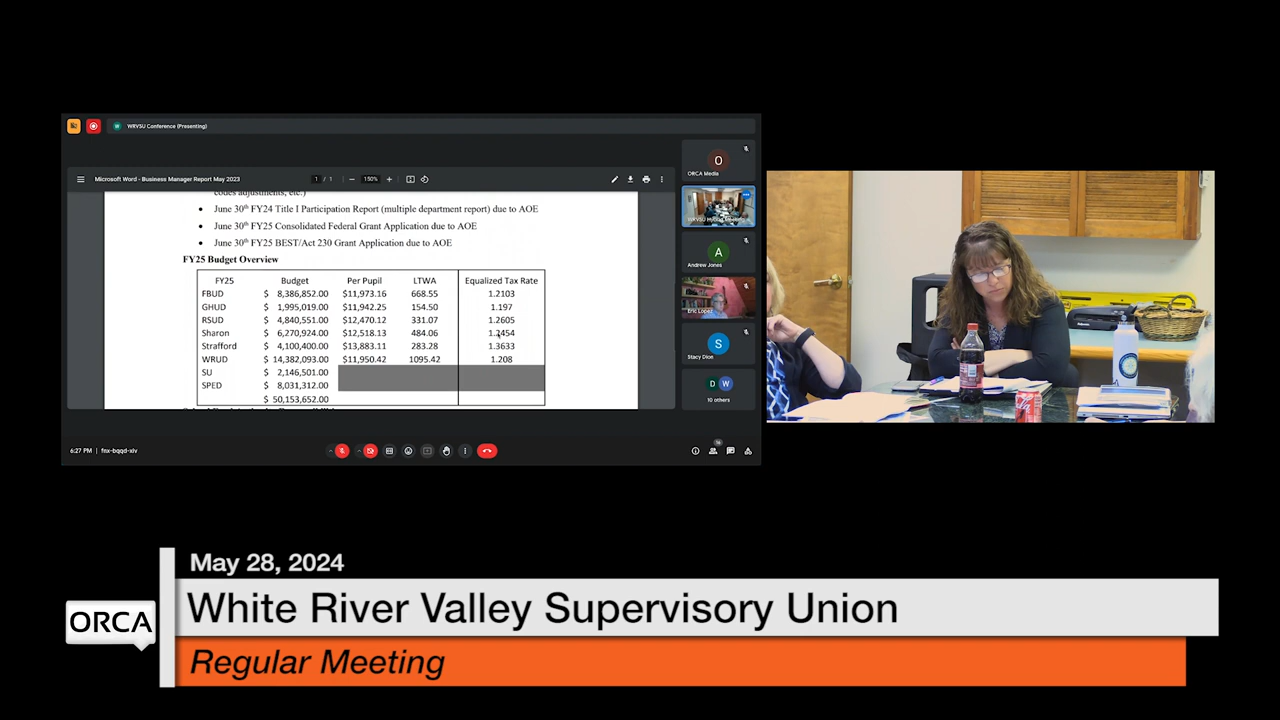 WRVSU Conference (Presenting)
Microsoft Word - Business Manager Report May 2023
1 / 1
150%
codes adjustments, etc.)
• June 30th FY24 Title I Participation Report (multiple department report) due to AOE
• June 30th FY25 Consolidated Federal Grant Application due to AOE
• June 30th FY25 BEST/Act 230 Grant Application due to AOE
FY25 Budget Overview
FY25 Budget Per Pupil LTWA Equalized Tax Rate
FBUD $ 8,386,852.00 $11,973.16 668.55 1.2103
GHUD $ 1,995,019.00 $11,942.25 154.50 1.197
RSUD $ 4,840,551.00 $12,470.12 331.07 1.2605
Sharon $ 6,270,924.00 $12,518.13 484.06 1.2454
Strafford $ 4,100,400.00 $13,883.11 283.28 1.3633
WRUD $ 14,382,093.00 $11,950.42 1095.42 1.208
SU $ 2,146,501.00
SPED $ 8,031,312.00
$ 50,153,652.00
O
ORCA Media
A
Andrew Jones
Eric Lopez
S
Stacy Dion
D W
10 others
6:27 PM | fnx-bqqd-xiv
16
May 28, 2024
White River Valley Supervisory Union
ORCA
Regular Meeting